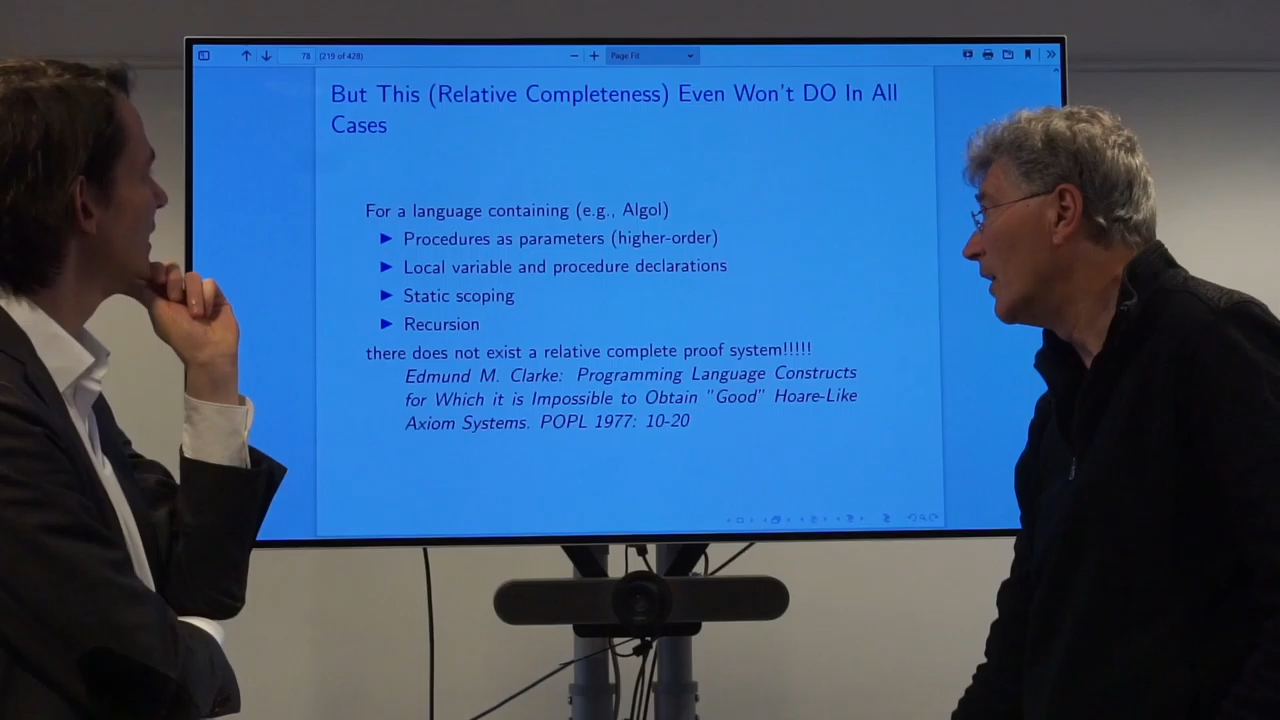 78 (219 of 428) Page Fit
But This (Relative Completeness) Even Won't DO In All
Cases
For a language containing (e.g., Algol)
▶ Procedures as parameters (higher-order)
▶ Local variable and procedure declarations
▶ Static scoping
▶ Recursion
there does not exist a relative complete proof system!!!!!
Edmund M. Clarke: Programming Language Constructs
for Which it is Impossible to Obtain "Good" Hoare-Like
Axiom Systems. POPL 1977: 10-20